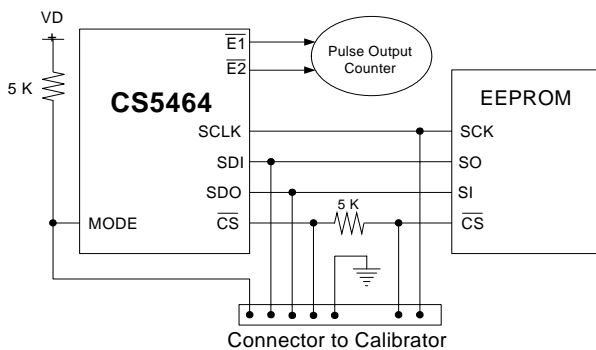 VD
+
5 K
CS5464
E1
E2
Pulse Output
Counter
EEPROM
SCLK
SCK
SDI
SO
SDO
SI
5 K
MODE
CS
CS
Connector to Calibrator